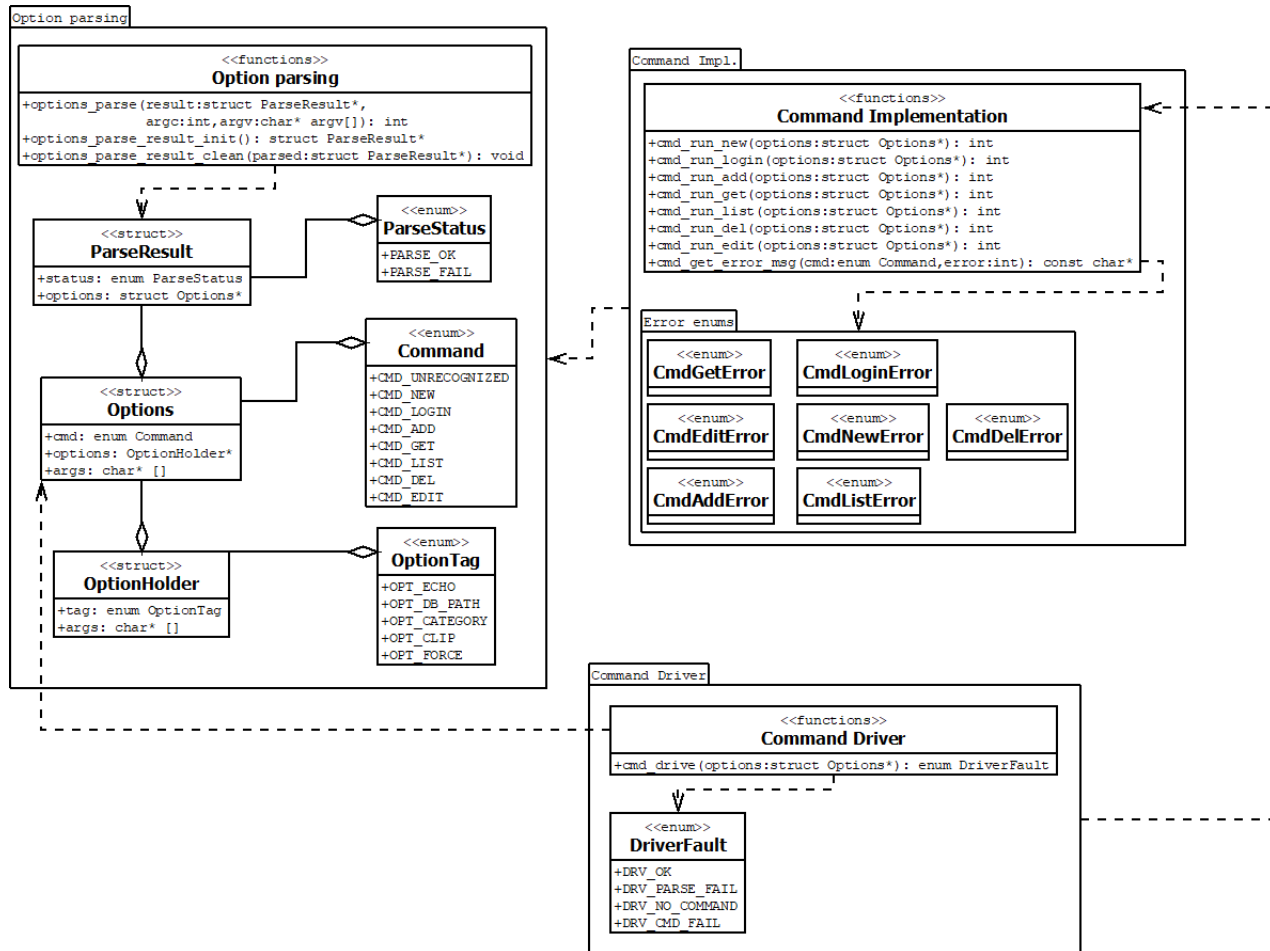 Option parsing
<<functions>>
Option parsing
+options_parse(result:struct ParseResult*,
argc:int,argv:char* argv[]): int
+options_parse_result_init(): struct ParseResult*
+options_parse_result_clean(parsed:struct ParseResult*): void
<<struct>>
ParseResult
+status: enum ParseStatus
+options: struct Options*
<<enum>>
ParseStatus
+PARSE_OK
+PARSE_FAIL
<<struct>>
Options
+cmd: enum Command
+options: OptionHolder*
+args: char* []
<<enum>>
Command
+CMD_UNRECOGNIZED
+CMD_NEW
+CMD_LOGIN
+CMD_ADD
+CMD_GET
+CMD_LIST
+CMD_DEL
+CMD_EDIT
<<struct>>
OptionHolder
+tag: enum OptionTag
+args: char* []
<<enum>>
OptionTag
+OPT_ECHO
+OPT_DB_PATH
+OPT_CATEGORY
+OPT_CLIP
+OPT_FORCE
Command Impl.
<<functions>>
Command Implementation
+cmd_run_new(options:struct Options*): int
+cmd_run_login(options:struct Options*): int
+cmd_run_add(options:struct Options*): int
+cmd_run_get(options:struct Options*): int
+cmd_run_list(options:struct Options*): int
+cmd_run_del(options:struct Options*): int
+cmd_run_edit(options:struct Options*): int
+cmd_get_error_msg(cmd:enum Command,error:int): const char*
Error enums
<<enum>>
CmdGetError
<<enum>>
CmdLoginError
<<enum>>
CmdEditError
<<enum>>
CmdNewError
<<enum>>
CmdDelError
<<enum>>
CmdAddError
<<enum>>
CmdListError
Command Driver
<<functions>>
Command Driver
+cmd_drive(options:struct Options*): enum DriverFault
<<enum>>
DriverFault
+DRV_OK
+DRV_PARSE_FAIL
+DRV_NO_COMMAND
+DRV_CMD_FAIL